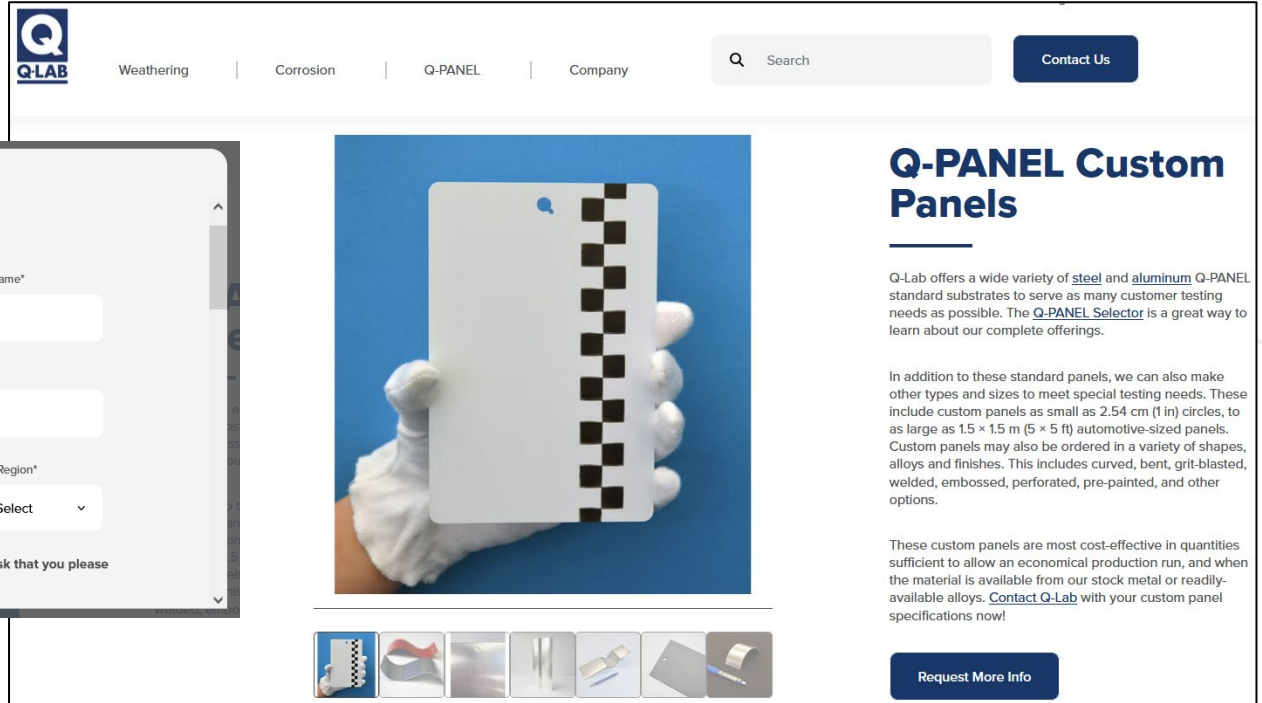 Q-LAB
Weathering
Corrosion
Q-PANEL
Company
Search
Contact Us
Region*
Select
that you please
Q-PANEL Custom
Panels
Q-Lab offers a wide variety of steel and aluminum Q-PANEL
standard substrates to serve as many customer testing
needs as possible. The Q-PANEL Selector is a great way to
learn about our complete offerings.
In addition to these standard panels, we can also make
other types and sizes to meet special testing needs. These
include custom panels as small as 2.54 cm (1 in) circles, to
as large as 1.5 × 1.5 m (5 × 5 ft) automotive-sized panels.
Custom panels may also be ordered in a variety of shapes,
alloys and finishes. This includes curved, bent, grit-blasted,
welded, embossed, perforated, pre-painted, and other
options.
These custom panels are most cost-effective in quantities
sufficient to allow an economical production run, and when
the material is available from our stock metal or readily-
available alloys. Contact Q-Lab with your custom panel
specifications now!
Request More Info